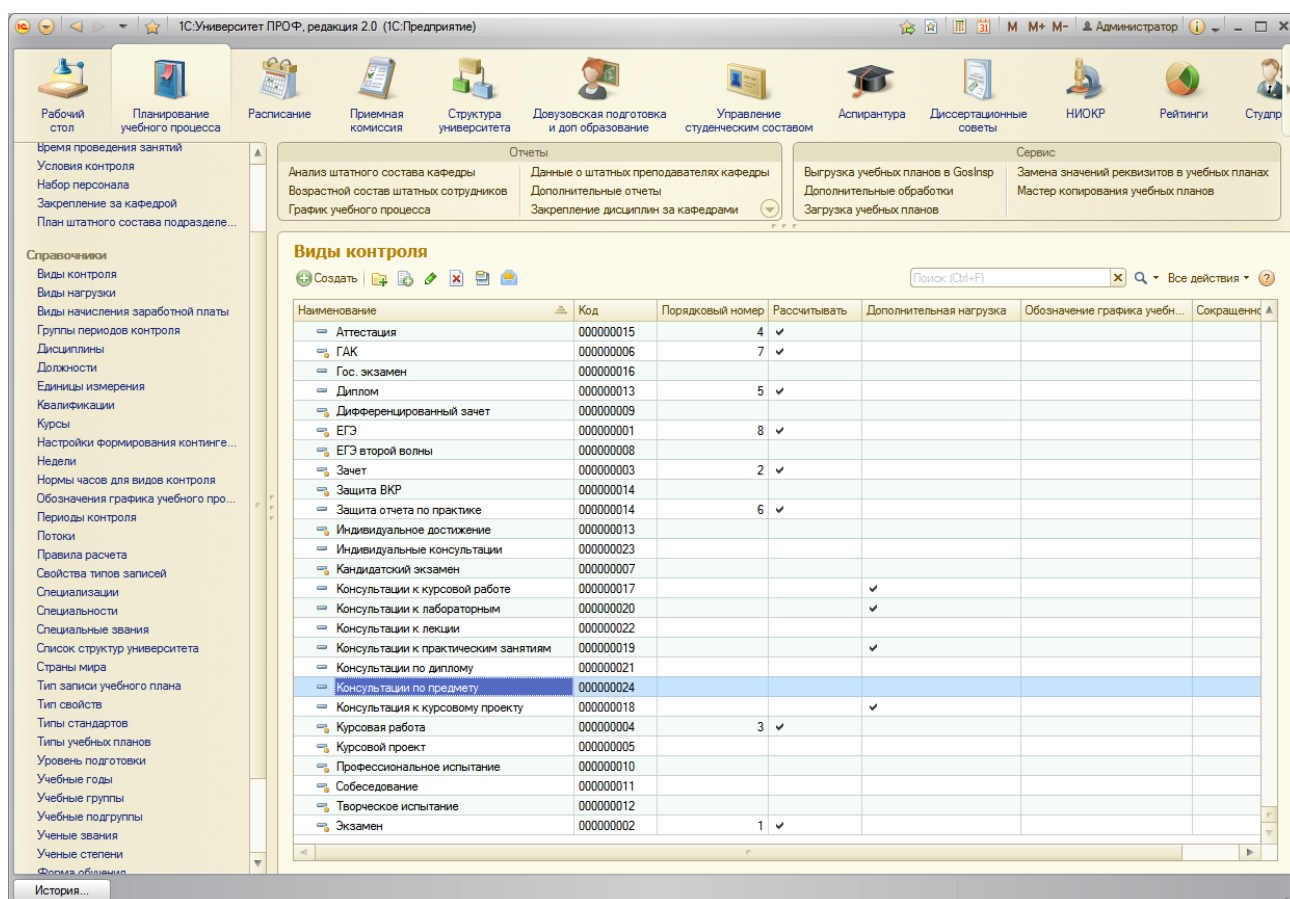 1С:Университет ПРОФ, редакция 2.0 (1С:Предприятие)
31 M M+ M- Администратор
Рабочий стол
Планирование учебного процесса
Расписание
Приемная комиссия
Структура университета
Довузовская подготовка и доп образование
Управление студенческим составом
Аспирантура
Диссертационные советы
НИОКР
Рейтинги
Студпр
Время проведения занятий
Условия контроля
Набор персонала
Закрепление за кафедрой
План штатного состава подразделе...
Справочники
Виды контроля
Виды нагрузки
Виды начисления заработной платы
Группы периодов контроля
Дисциплины
Должности
Единицы измерения
Квалификации
Курсы
Настройки формирования континге...
Недели
Нормы часов для видов контроля
Обозначения графика учебного про...
Периоды контроля
Потоки
Правила расчета
Свойства типов записей
Специализации
Специальности
Специальные звания
Список структур университета
Страны мира
Тип записи учебного плана
Тип свойств
Типы стандартов
Типы учебных планов
Уровень подготовки
Учебные годы
Учебные группы
Учебные подгруппы
Ученые звания
Ученые степени
Форма обучения
Отчеты
Анализ штатного состава кафедры
Данные о штатных преподавателях кафедры
Возрастной состав штатных сотрудников
Дополнительные отчеты
График учебного процесса
Закрепление дисциплин за кафедрами
Сервис
Выгрузка учебных планов в GosInsp
Замена значений реквизитов в учебных планах
Дополнительные обработки
Мастер копирования учебных планов
Загрузка учебных планов
Виды контроля
Создать
Поиск (Ctrl+F)
Все действия
Наименование Код Порядковый номер Рассчитывать Дополнительная нагрузка Обозначение графика учебн... Сокращеннс
Аттестация 000000015 4 ✔
ГАК 000000006 7 ✔
Гос. экзамен 000000016
Диплом 000000013 5 ✔
Дифференцированный зачет 000000009
ЕГЭ 000000001 8 ✔
ЕГЭ второй волны 000000008
Зачет 000000003 2 ✔
Защита ВКР 000000014
Защита отчета по практике 000000014 6 ✔
Индивидуальное достижение 000000013
Индивидуальные консультации 000000023
Кандидатский экзамен 000000007
Консультации к курсовой работе 000000017 ✔
Консультации к лабораторным 000000020 ✔
Консультации к лекции 000000022
Консультации к практическим занятиям 000000019 ✔
Консультации по диплому 000000021
Консультации по предмету 000000024
Консультация к курсовому проекту 000000018 ✔
Курсовая работа 000000004 3 ✔
Курсовой проект 000000005
Профессиональное испытание 000000010
Собеседование 000000011
Творческое испытание 000000012
Экзамен 000000002 1 ✔
История...